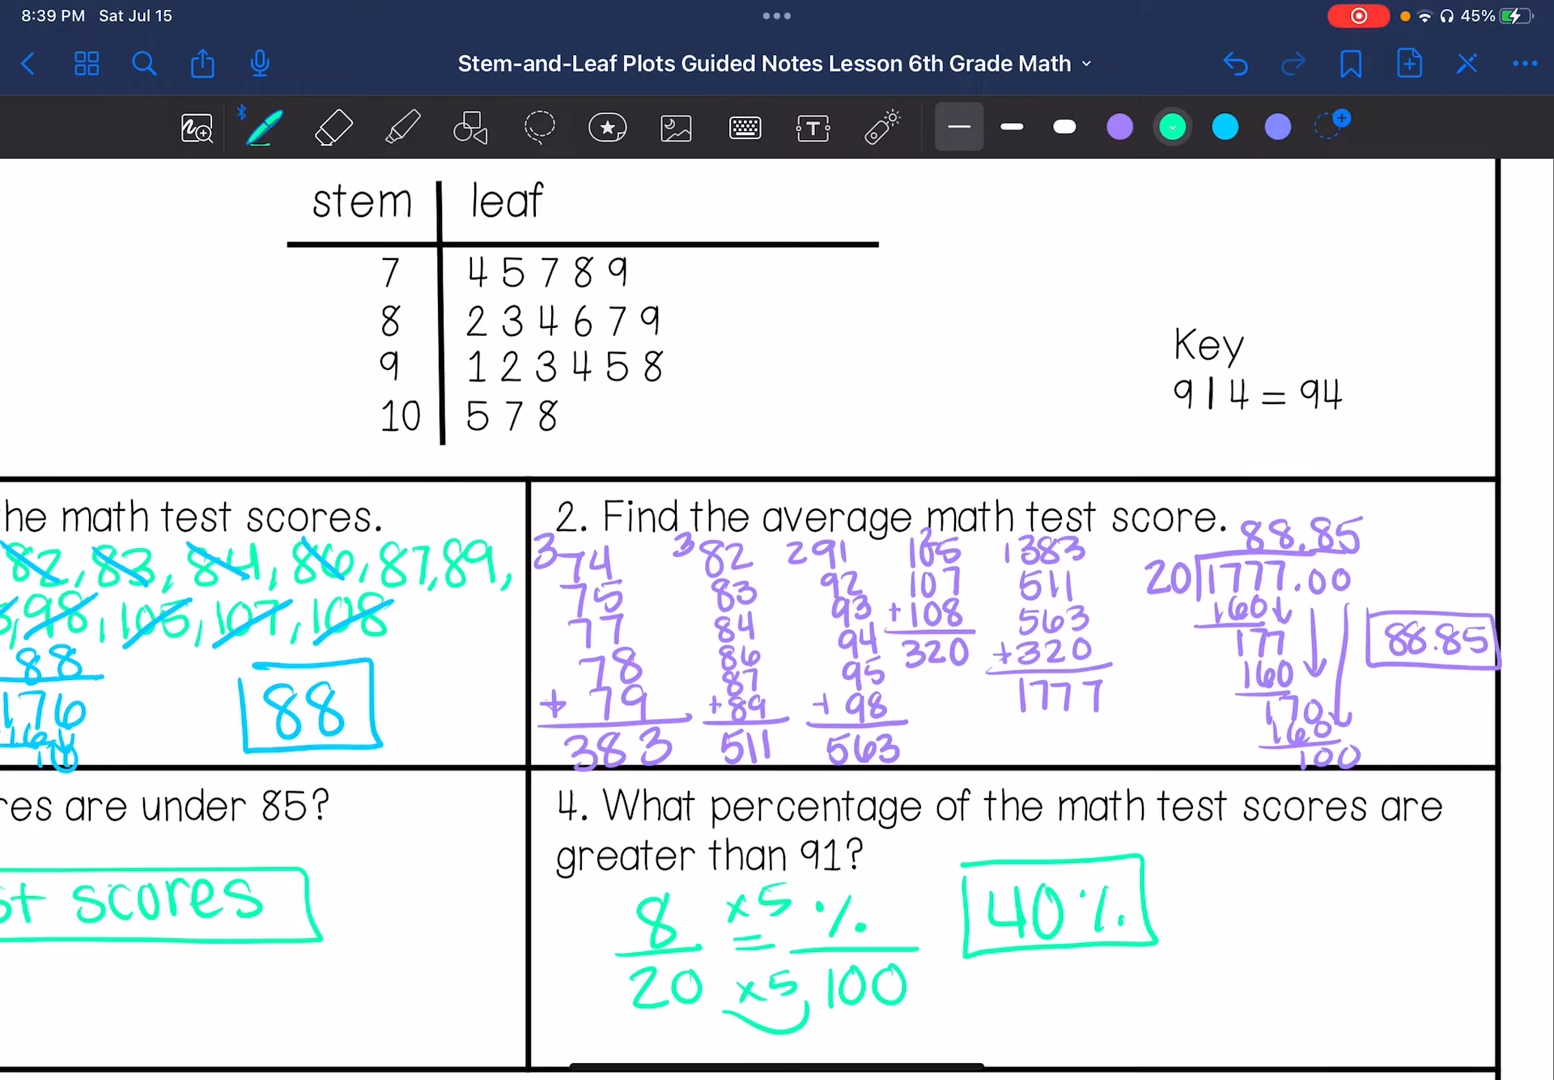 8:39 PM Sat Jul 15
45%
Stem-and-Leaf Plots Guided Notes Lesson 6th Grade Math
stem leaf
7 4 5 7 8 9
8 2 3 4 6 7 9
9 1 2 3 4 5 8
10 5 7 8
Key
9 | 4 = 94
he math test scores.
82, 83, 84, 86, 87, 89,
98, 105, 107, 108
88
176
88
2. Find the average math test score.
3
74
75
77
78
+ 79
383
3
82
83
84
86
87
+89
511
2
91
92
93
94
95
+ 98
563
105
107
+108
320
1383
511
563
+320
1777
88.85
20 1777.00
160
177
160
170
168
100
88.85
res are under 85?
st scores
4. What percentage of the math test scores are
greater than 91?
8 x5 %
20 = 100
x5
40%